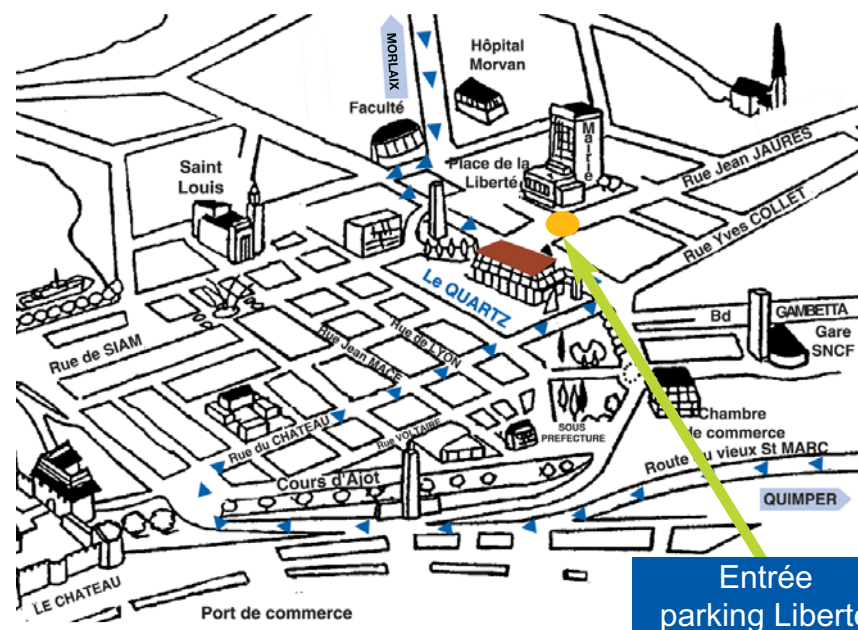 MORLAIX
Hôpital
Morvan
Faculté
Mairie
Place de la
Liberté
Rue Jean JAURES
Saint
Louis
Rue Yves COLLET
Le QUARTZ
Bd GAMBETTA
Gare
SNCF
Rue de SIAM
Rue Jean MACE
Rue de LYON
Rue du CHATEAU
Rue VOLTAIRE
SOUS
PREFECTURE
Chambre
de commerce
Route du vieux St MARC
Cours d'Ajot
QUIMPER
LE CHATEAU
Port de commerce
Entrée
parking Liberté